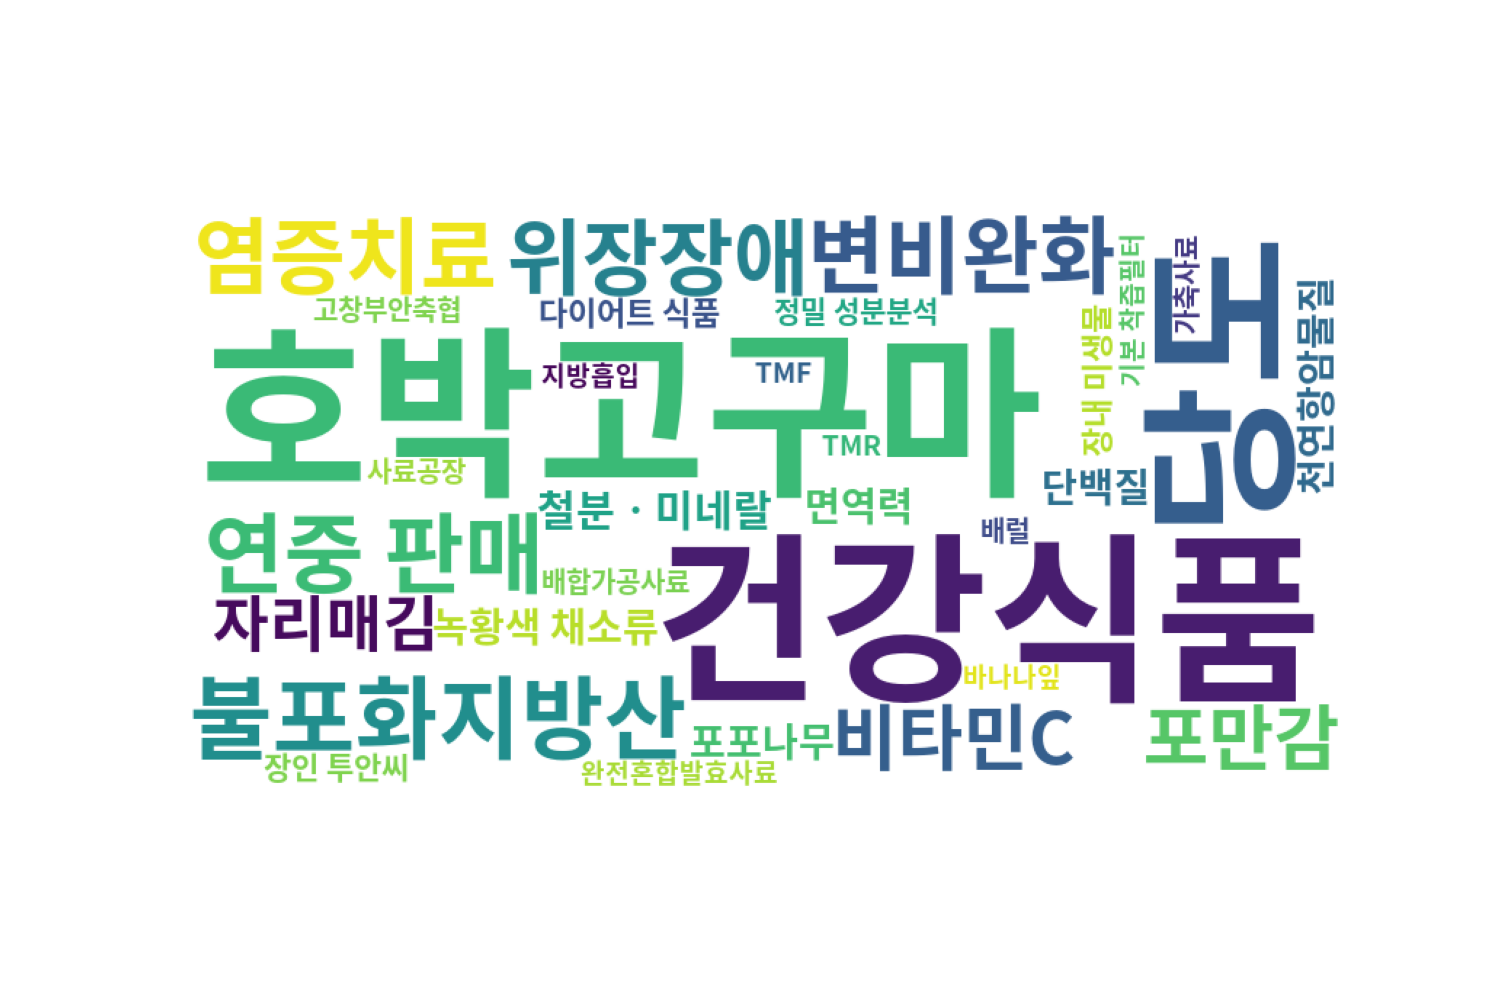 염증치료
위장장애
변비완화
고창부안축협
다이어트 식품
정밀 성분분석
장내 미생물
기본 착즙필터
가축사료
당도
천연항암물질
호박고구마
지방흡입
TMF
TMR
사료공장
철분 · 미네랄
면역력
단백질
배럴
연중 판매
배합가공사료
건강식품
자리매김
녹황색 채소류
바나나잎
불포화지방산
포포나무
비타민C
포만감
장인 투안씨
완전혼합발효사료